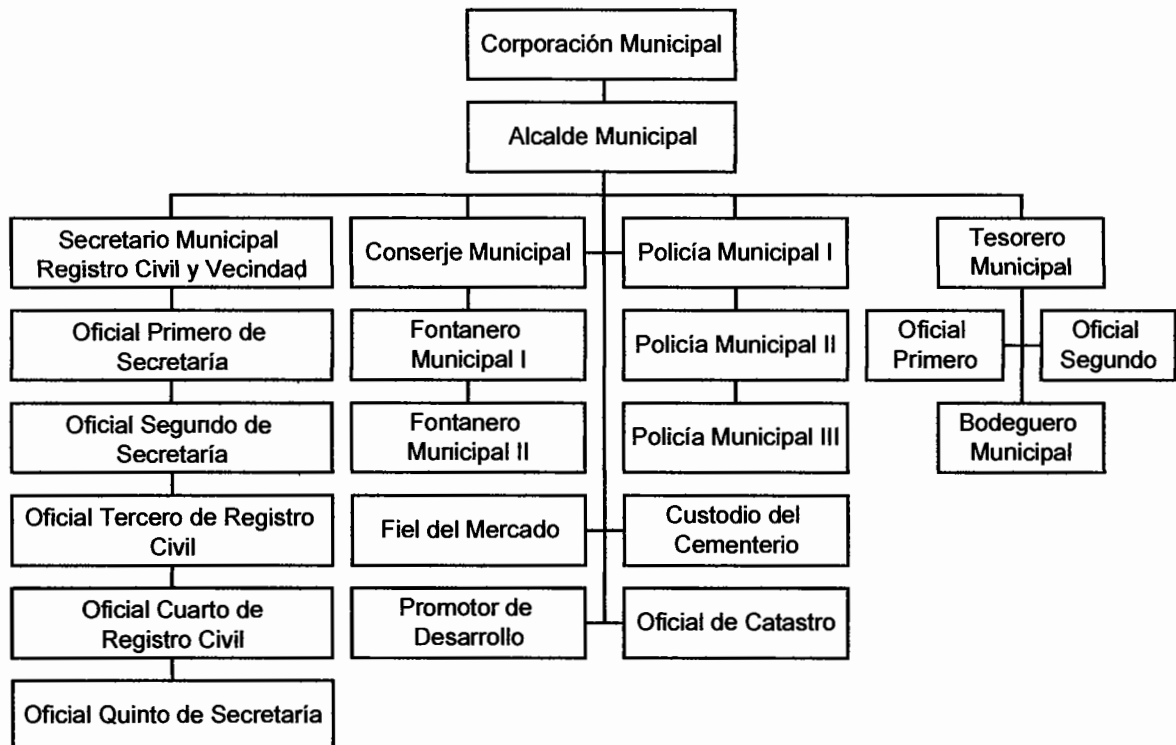 Corporación Municipal
Alcalde Municipal
Secretario Municipal
Registro Civil y Vecindad
Conserje Municipal
Policía Municipal I
Tesorero
Municipal
Oficial Primero de
Secretaría
Fontanero
Municipal I
Policía Municipal II
Oficial
Primero
Oficial
Segundo
Oficial Segundo de
Secretaría
Fontanero
Municipal II
Policía Municipal III
Bodeguero
Municipal
Oficial Tercero de Registro
Civil
Fiel del Mercado
Custodio del
Cementerio
Oficial Cuarto de
Registro Civil
Promotor de
Desarrollo
Oficial de Catastro
Oficial Quinto de Secretaría